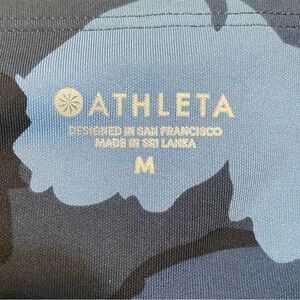 ATHLETA
DESIGNED IN SAN FRANCISCO
MADE IN SRI LANKA
M